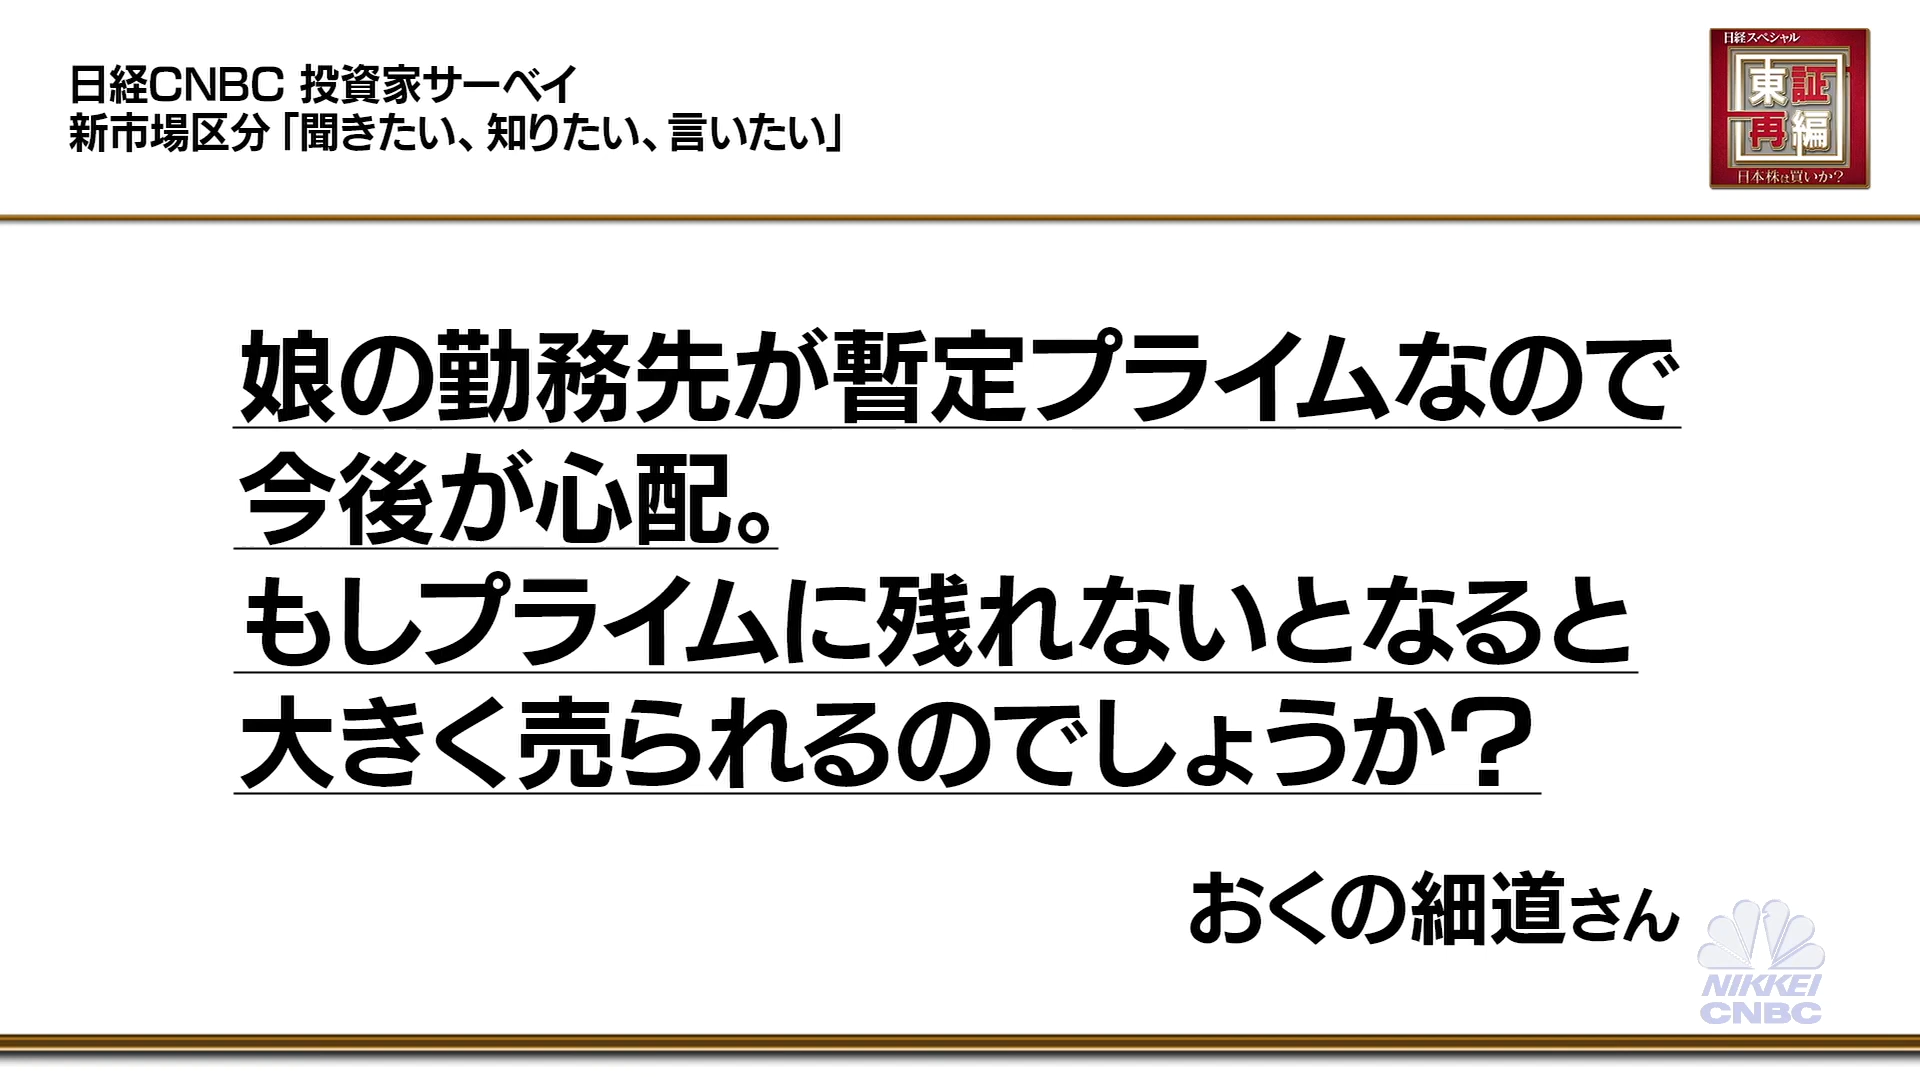 日経CNBC 投資家サーベイ
新市場区分「聞きたい、知りたい、言いたい」
日経スペシャル
東証
再編
日本株は買いか?
娘の勤務先が暫定プライムなので
今後が心配。
もしプライムに残れないとなると
大きく売られるのでしょうか?
おくの細道さん
NIKKEI
CNBC